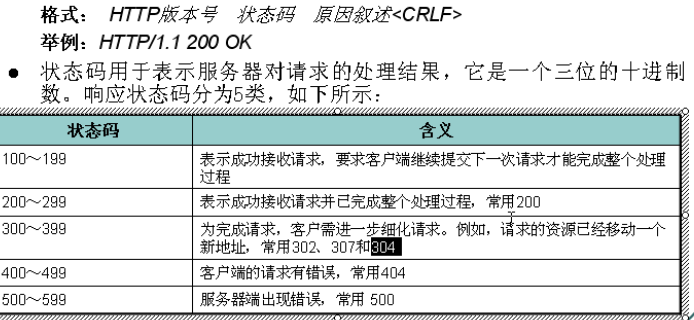 格式： HTTP版本号 状态码 原因叙述<CRLF>
举例：HTTP/1.1 200 OK
● 状态码用于表示服务器对请求的处理结果，它是一个三位的十进制
数。响应状态码分为5类，如下所示：
状态码 含义
100～199 表示成功接收请求，要求客户端继续提交下一次请求才能完成整个处理
过程
200～299 表示成功接收请求并已完成整个处理过程，常用200
300～399 为完成请求，客户需进一步细化请求。例如，请求的资源已经移动一个
新地址，常用302、307和304
400～499 客户端的请求有错误，常用404
500～599 服务器端出现错误，常用 500